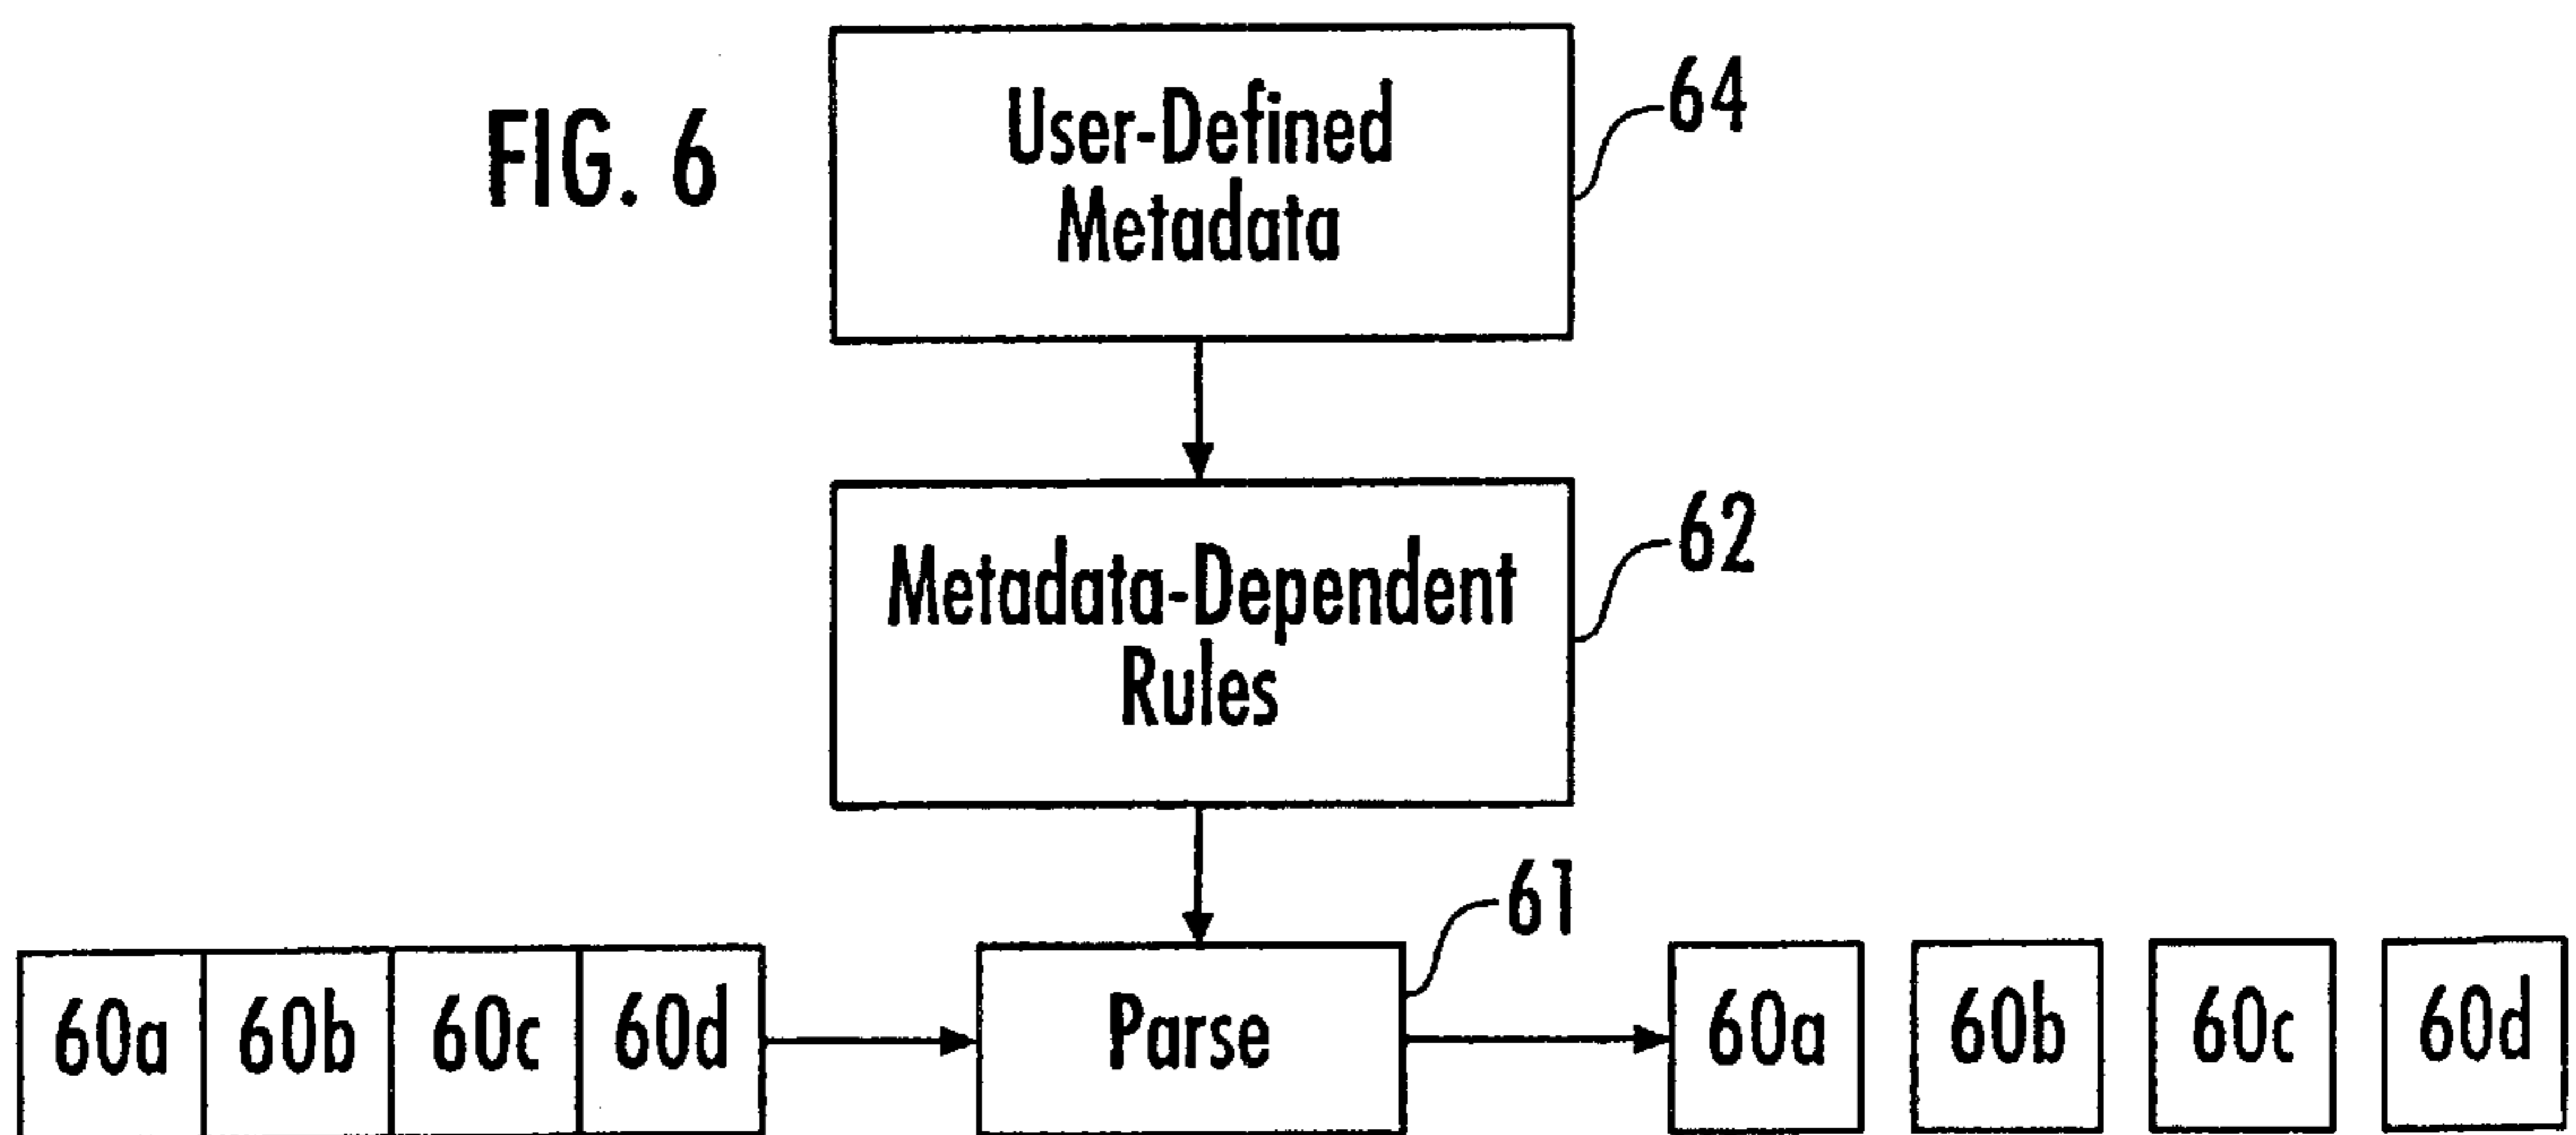 FIG. 6
User-Defined
Metadata
64
Metadata-Dependent
Rules
62
61
60a 60b 60c 60d Parse 60a 60b 60c 60d